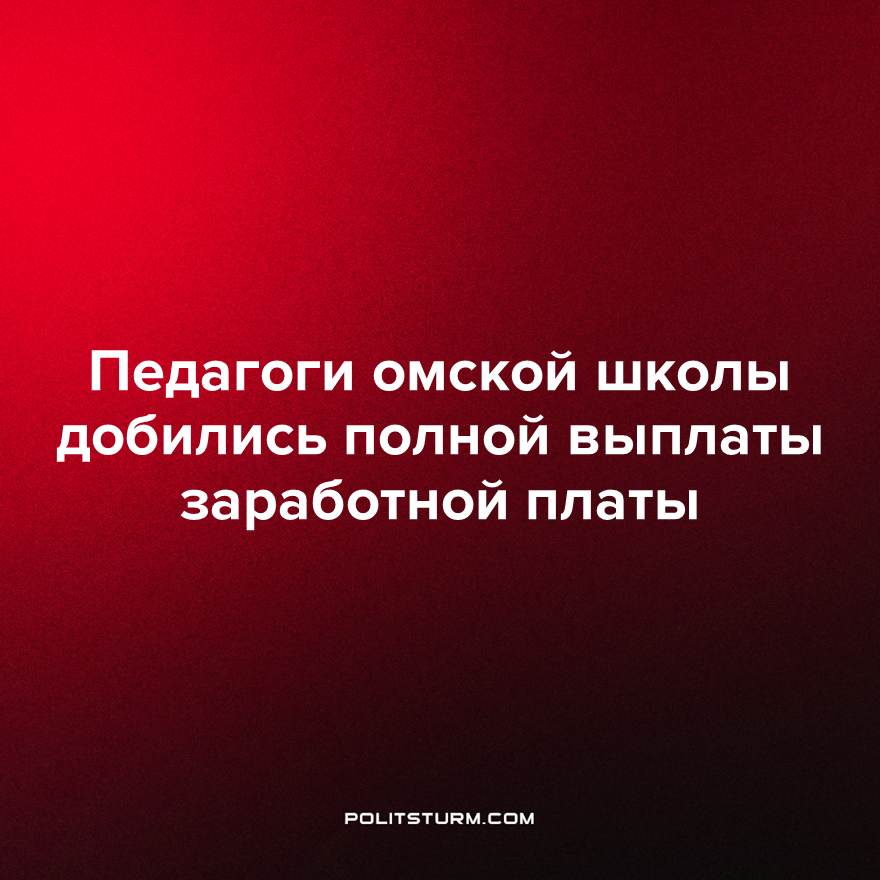 Педагоги омской школы
добились полной выплаты
заработной платы
POLITSTURM.COM